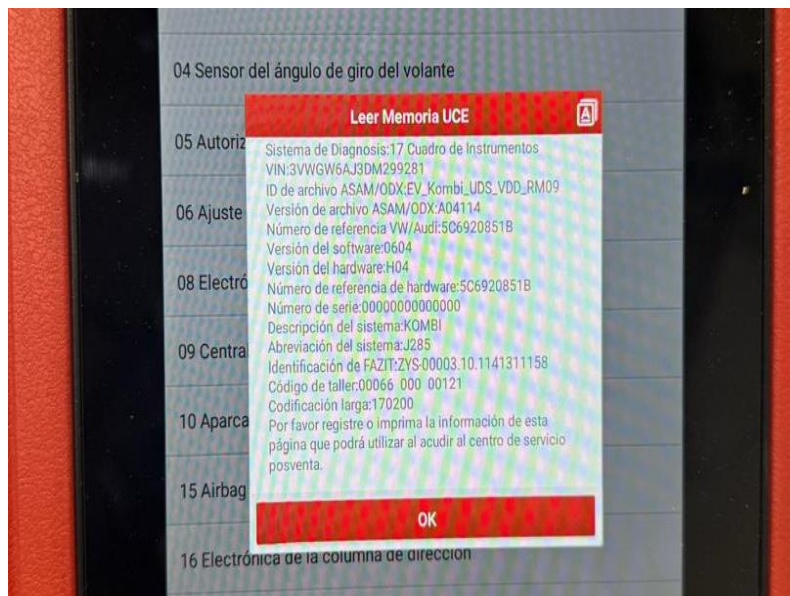 04 Sensor del ángulo de giro del volante
Leer Memoria UCE
A
05 Autoriz
Sistema de Diagnosis:17 Cuadro de Instrumentos
VIN:3VWGW6AJ3DM299281
ID de archivo ASAM/ODX:EV_Kombi_UDS_VDD_RM09
Versión de archivo ASAM/ODX:A04114
06 Ajuste
Número de referencia VW/Audi:5C6920851B
Versión del software:0604
Versión del hardware:H04
08 Electró
Número de referencia de hardware:5C6920851B
Número de serie:00000000000000
Descripción del sistema:KOMBI
09 Central
Abreviación del sistema:J285
Identificación de FAZIT:ZYS-00003.10.1141311158
Código de taller:00066 000 00121
Codificación larga:170200
10 Aparca
Por favor registre o imprima la información de esta
página que podrá utilizar al acudir al centro de servicio
posventa.
15 Airbag
OK
16 Electrónica de la columna de dirección